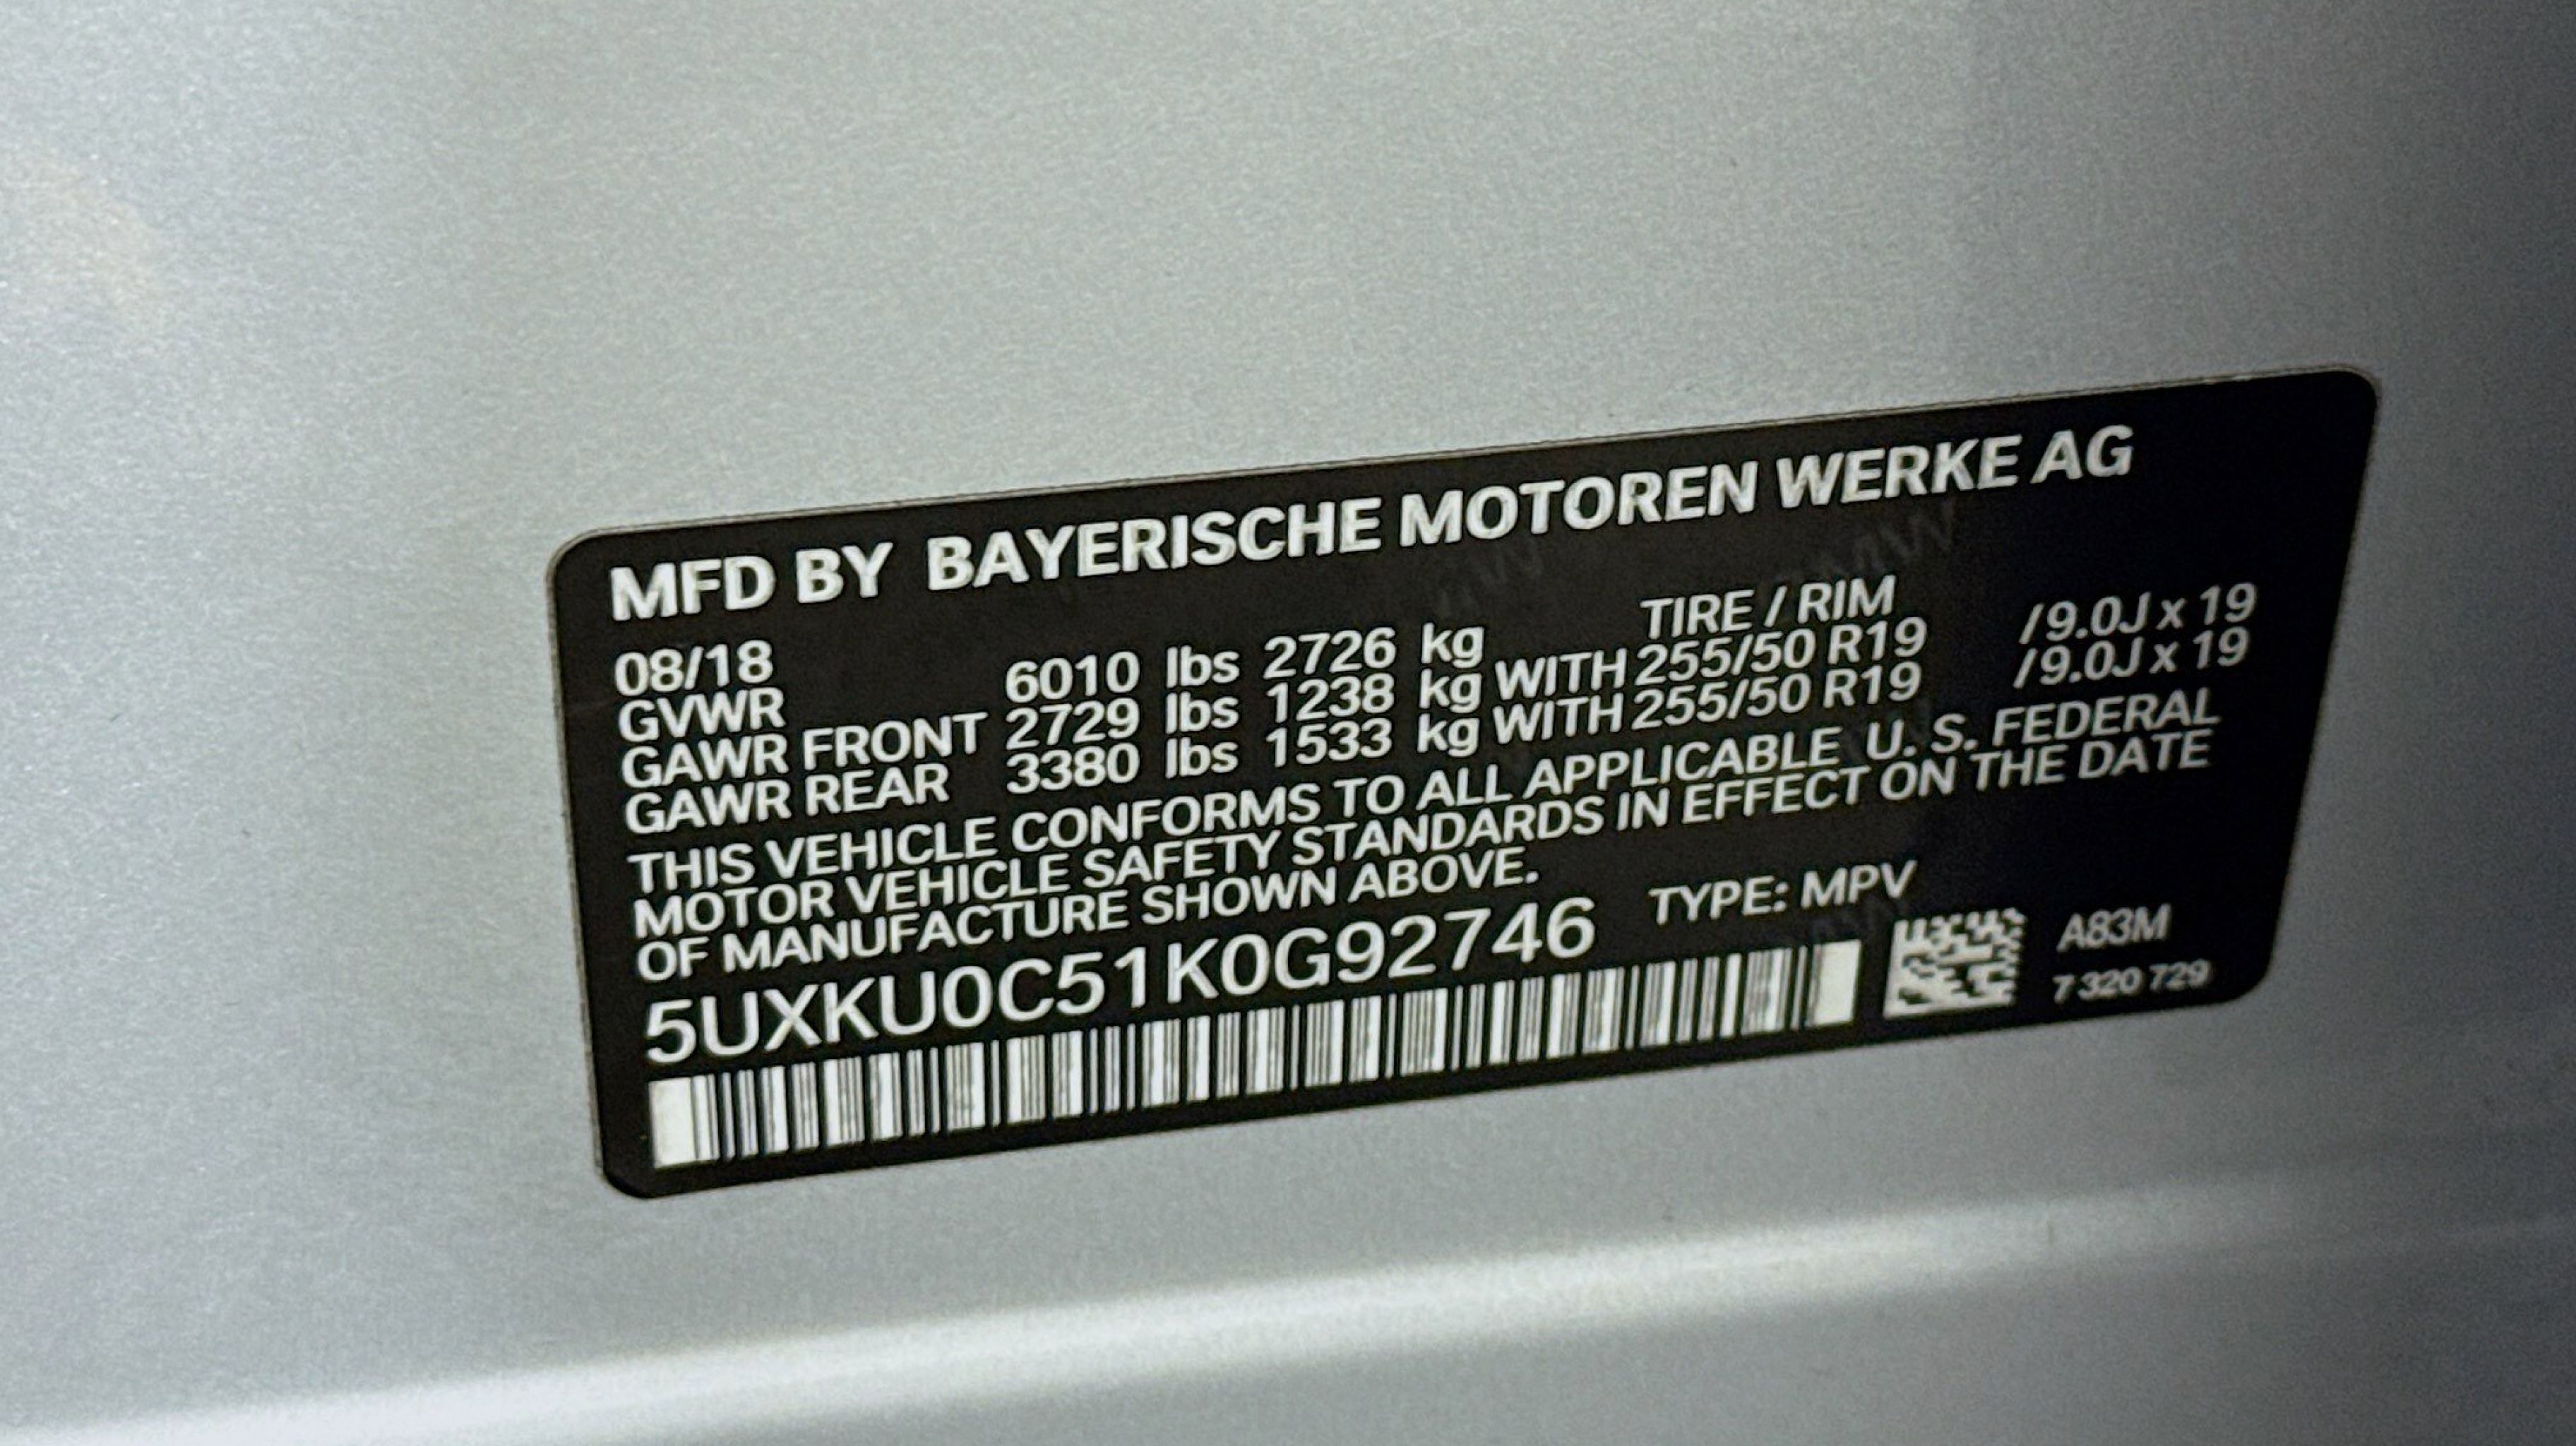 MFD BY BAYERISCHE MOTOREN WERKE AG
TIRE / RIM
08/18
GVWR 6010 lbs 2726 kg
GAWR FRONT 2729 lbs 1238 kg WITH 255/50 R19 /9.0J x 19
GAWR REAR 3380 lbs 1533 kg WITH 255/50 R19 /9.0J x 19
THIS VEHICLE CONFORMS TO ALL APPLICABLE U. S. FEDERAL
MOTOR VEHICLE SAFETY STANDARDS IN EFFECT ON THE DATE
OF MANUFACTURE SHOWN ABOVE.
5UXKU0C51K0G92746 TYPE: MPV
A83M
7 320 729